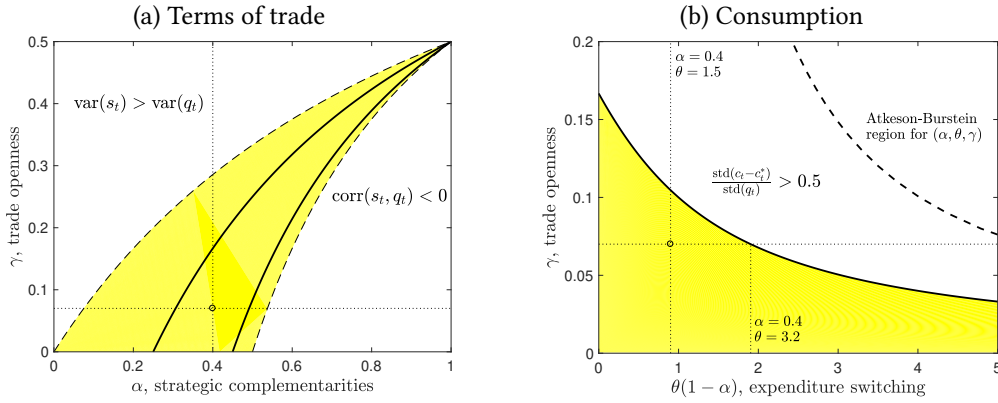 (a) Terms of trade
0.5
0.4
0.3
0.2
0.1
0
γ, trade openness
var(s_t) > var(q_t)
corr(s_t, q_t) < 0
0 0.2 0.4 0.6 0.8 1
α, strategic complementarities
(b) Consumption
0.2
0.15
0.1
0.05
0
γ, trade openness
α = 0.4
θ = 1.5
Atkeson-Burstein
region for (α, θ, γ)
std(c_t−c_t^*)
std(q_t)
> 0.5
α = 0.4
θ = 3.2
0 1 2 3 4 5
θ(1 − α), expenditure switching